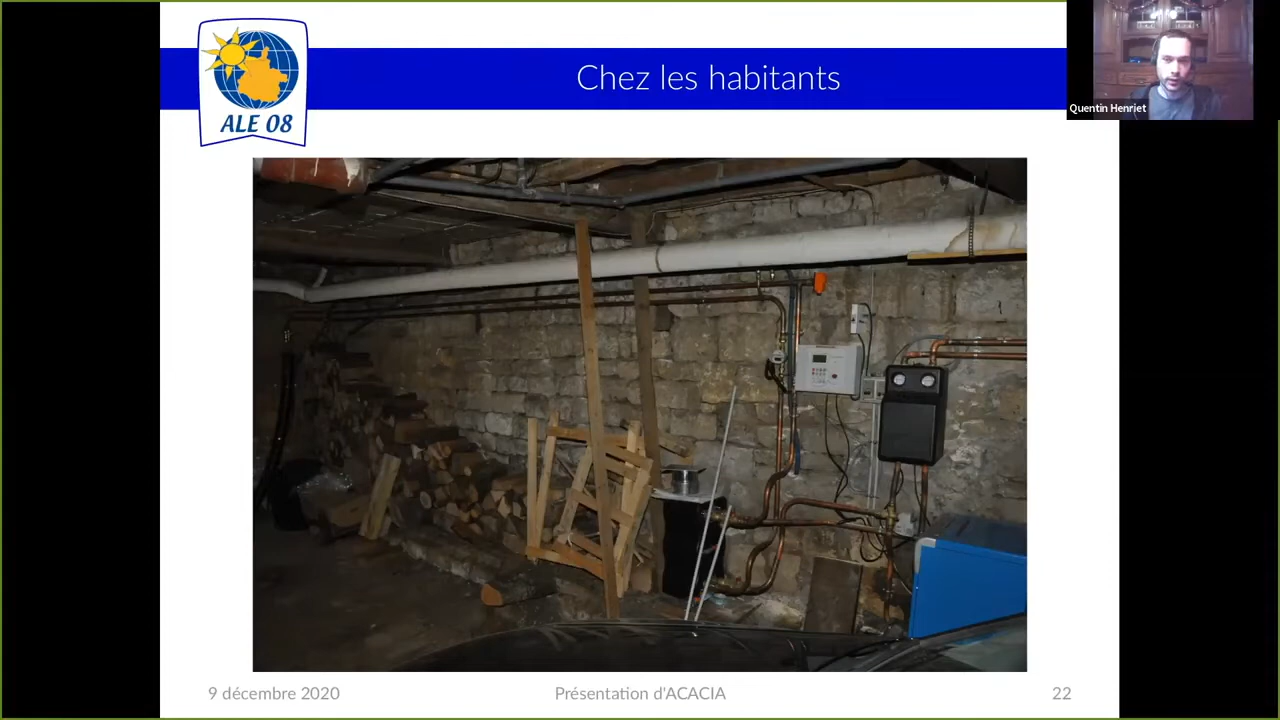 Chez les habitants
ALE 08
Quentin Henriet
9 décembre 2020
Présentation d'ACACIA
22